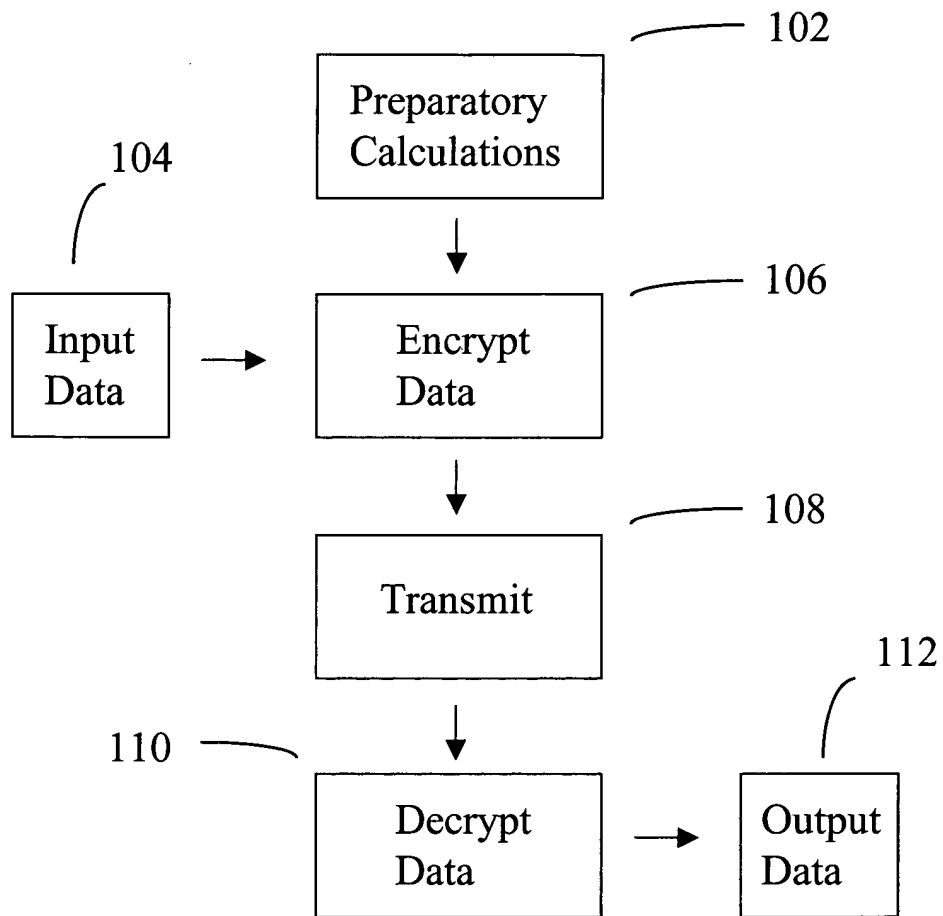 102
Preparatory
Calculations
104
106
Input
Data
Encrypt
Data
108
Transmit
112
110
Decrypt
Data
Output
Data